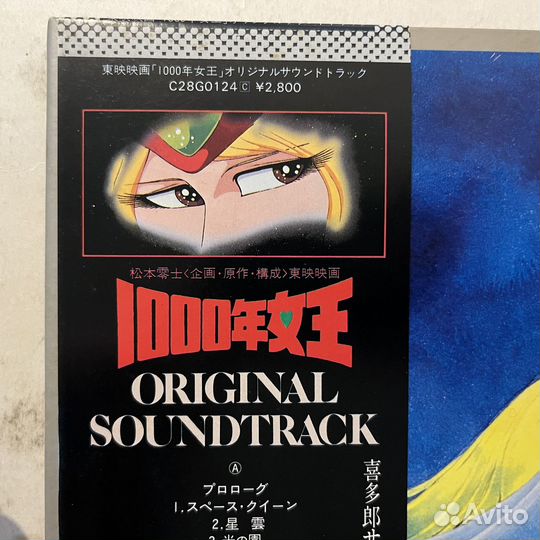 東映映画「1000年女王」オリジナルサウンドトラック
C28G0124 C ¥2,800
松本零士〈企画・原作・構成〉東映映画
1000年女王
ORIGINAL
SOUNDTRACK
A
プロローグ
1.スペース・クイーン
2.星 雲
3.光の園
喜多郎サ
Avito